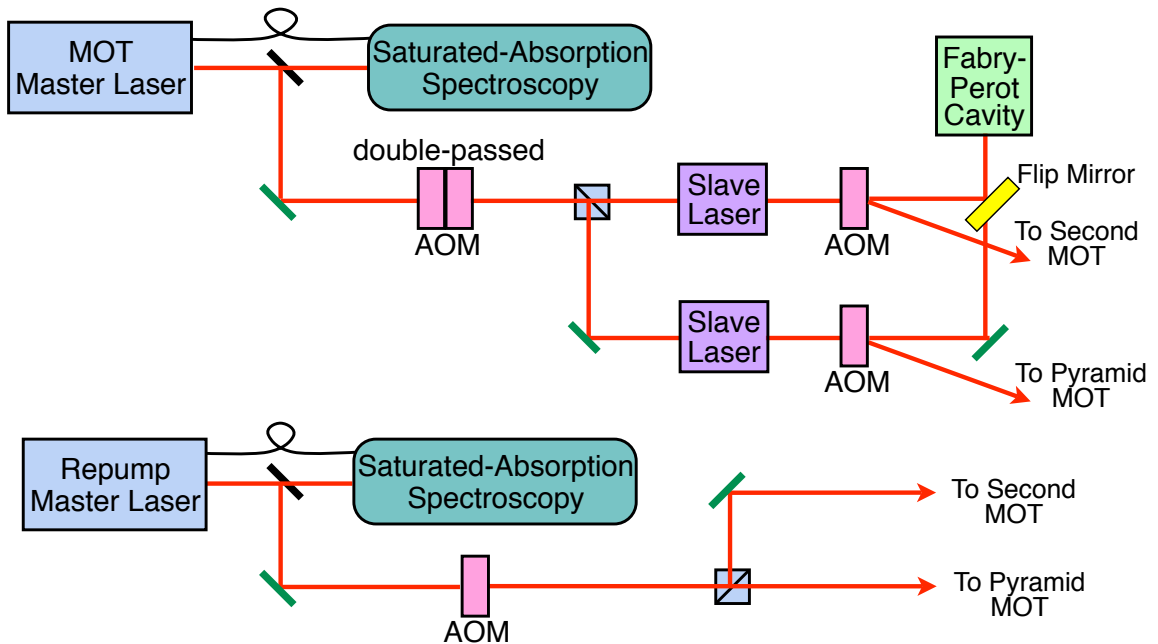 MOT
Master Laser
Saturated-Absorption
Spectroscopy
Fabry-
Perot
Cavity
double-passed
AOM
Slave
Laser
AOM
Flip Mirror
To Second
MOT
Slave
Laser
AOM
To Pyramid
MOT
Repump
Master Laser
Saturated-Absorption
Spectroscopy
AOM
To Second
MOT
To Pyramid
MOT